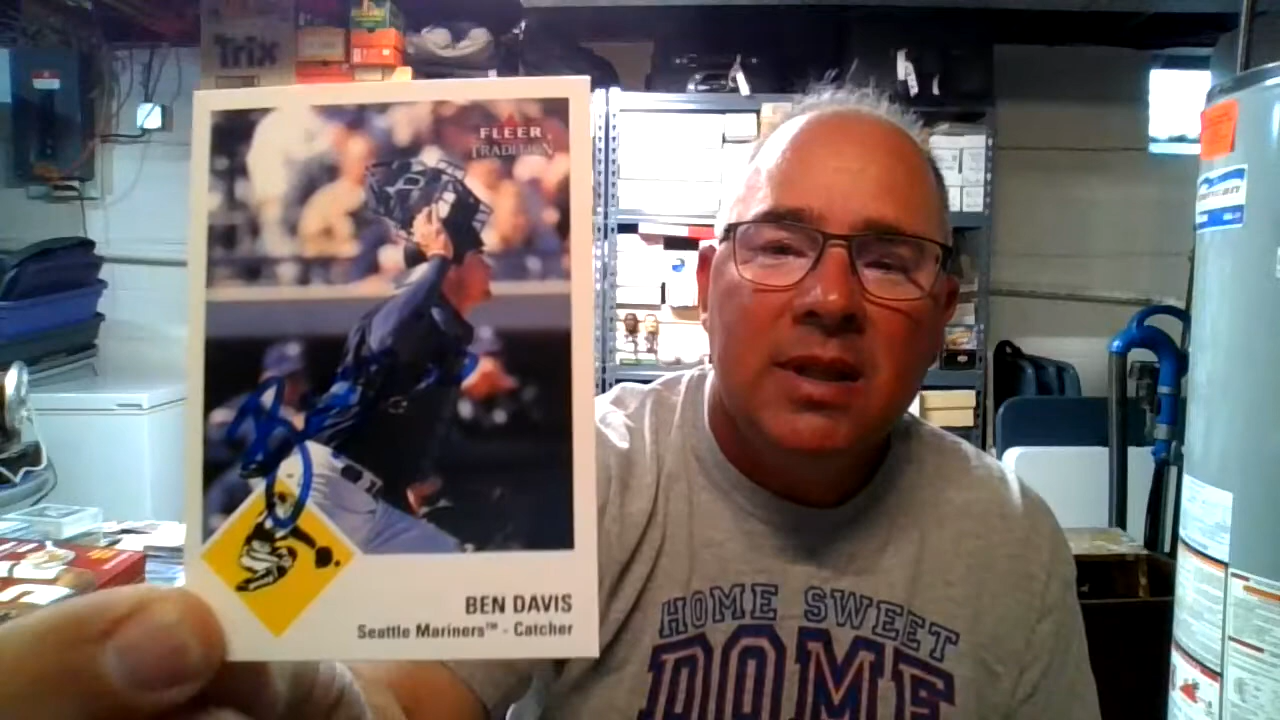 Trix
FLEER
TRADITION
BEN DAVIS
Seattle Mariners™ - Catcher
HOME SWEET
DOME